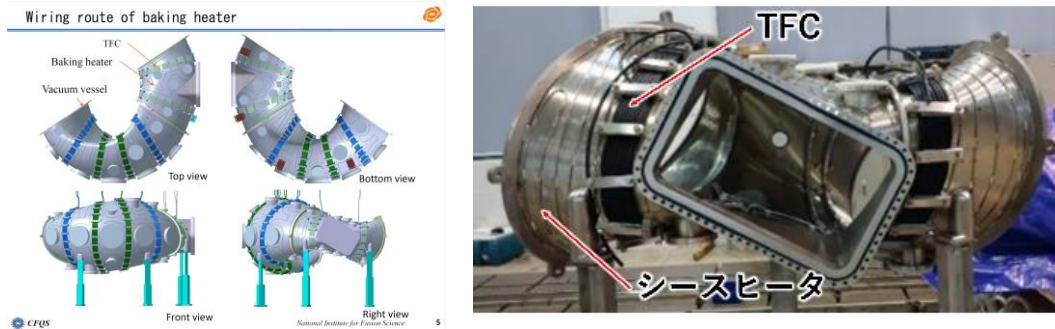 Wiring route of baking heater
TFC
Baking heater
Vacuum vessel
Top view
Bottom view
Front view
Right view
CFQS
National Institute for Fusion Science
5
TFC
シースヒータ